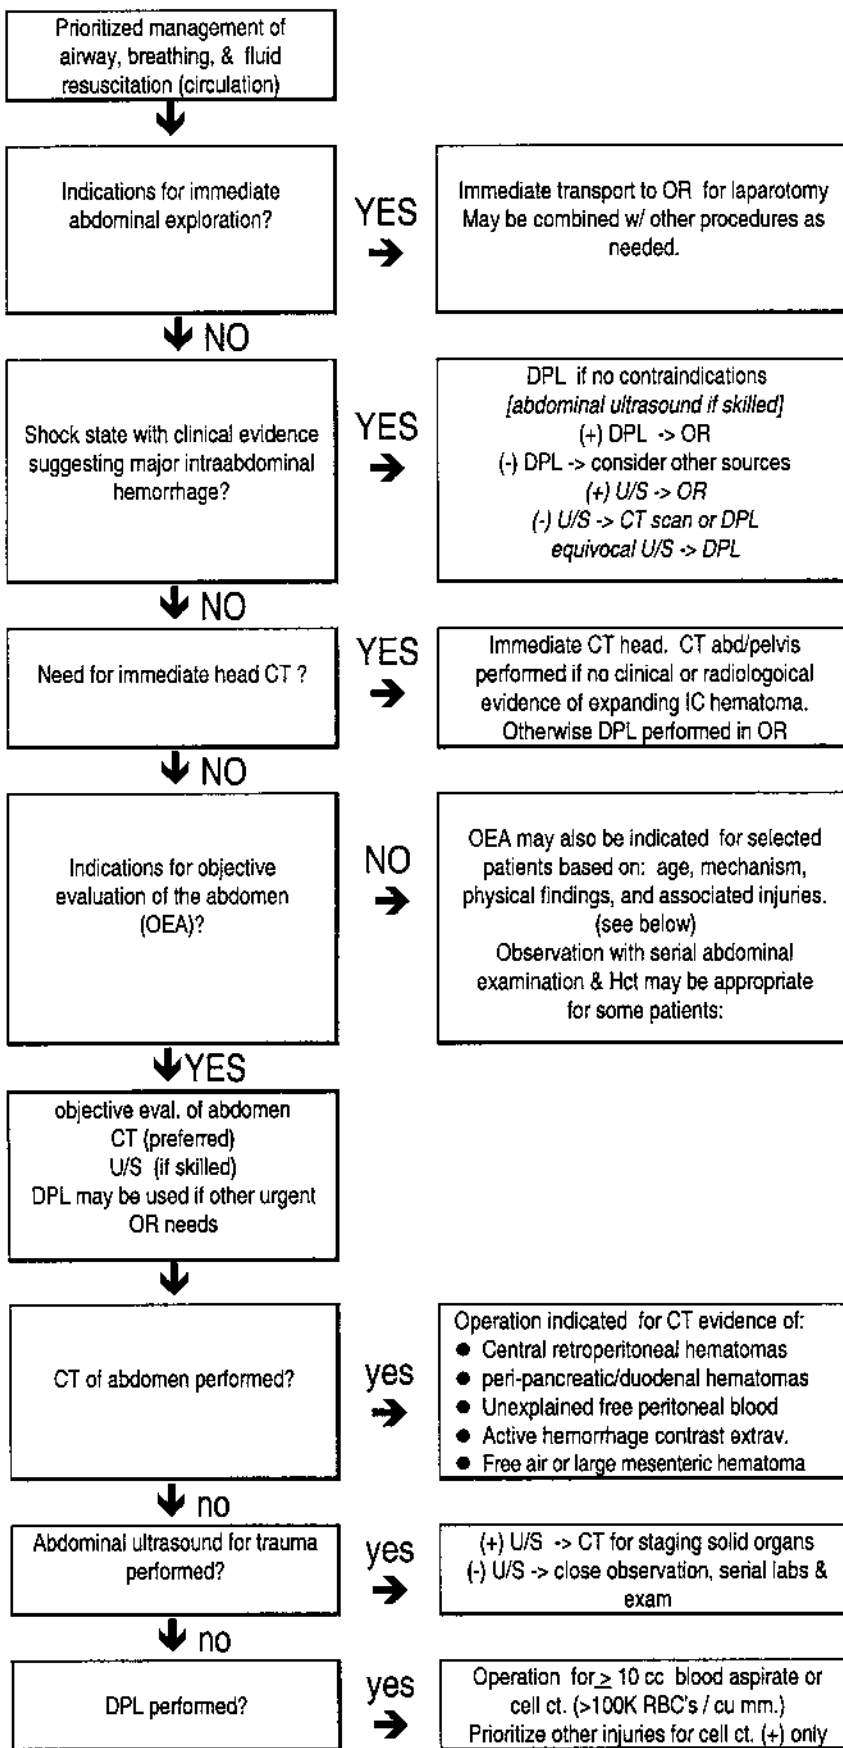 Prioritized management of
airway, breathing, & fluid
resuscitation (circulation)
Indications for immediate
abdominal exploration?
YES
Immediate transport to OR for laparotomy
May be combined w/ other procedures as
needed.
NO
Shock state with clinical evidence
suggesting major intraabdominal
hemorrhage?
YES
DPL if no contraindications
[abdominal ultrasound if skilled]
(+) DPL -> OR
(-) DPL -> consider other sources
(+) U/S -> OR
(-) U/S -> CT scan or DPL
equivocal U/S -> DPL
NO
Need for immediate head CT ?
YES
Immediate CT head. CT abd/pelvis
performed if no clinical or radiologoical
evidence of expanding IC hematoma.
Otherwise DPL performed in OR
NO
Indications for objective
evaluation of the abdomen
(OEA)?
NO
OEA may also be indicated for selected
patients based on: age, mechanism,
physical findings, and associated injuries.
(see below)
Observation with serial abdominal
examination & Hct may be appropriate
for some patients:
YES
objective eval. of abdomen
CT (preferred)
U/S (if skilled)
DPL may be used if other urgent
OR needs
CT of abdomen performed?
yes
Operation indicated for CT evidence of:
● Central retroperitoneal hematomas
● peri-pancreatic/duodenal hematomas
● Unexplained free peritoneal blood
● Active hemorrhage contrast extrav.
● Free air or large mesenteric hematoma
no
Abdominal ultrasound for trauma
performed?
yes
(+) U/S -> CT for staging solid organs
(-) U/S -> close observation, serial labs &
exam
no
DPL performed?
yes
Operation for ≥ 10 cc blood aspirate or
cell ct. (>100K RBC's / cu mm.)
Prioritize other injuries for cell ct. (+) only